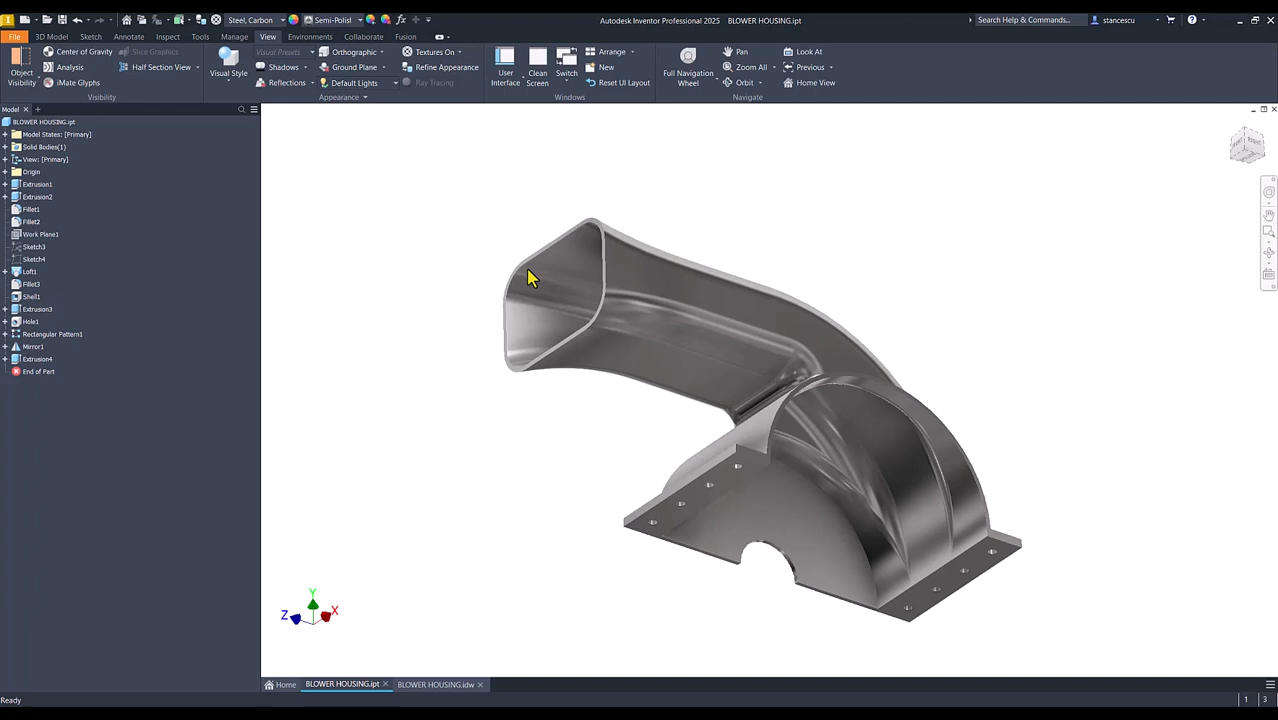 Steel, Carbon
Semi-Polisl
fx
Autodesk Inventor Professional 2025 BLOWER HOUSING.ipt
Search Help & Commands...
stancescu
File 3D Model Sketch Annotate Inspect Tools Manage View Environments Collaborate Fusion
Object Visibility
Center of Gravity
Analysis
iMate Glyphs
Slice Graphics
Half Section View
Visibility
Visual Style
Visual Presets
Shadows
Reflections
Orthographic
Ground Plane
Default Lights
Textures On
Refine Appearance
Ray Tracing
Appearance
User Interface
Clean Screen
Switch
Arrange
New
Reset UI Layout
Windows
Full Navigation Wheel
Pan
Zoom All
Orbit
Look At
Previous
Home View
Navigate
Model
BLOWER HOUSING.ipt
Model States: [Primary]
Solid Bodies(1)
View: [Primary]
Origin
Extrusion1
Extrusion2
Fillet1
Fillet2
Work Plane1
Sketch3
Sketch4
Loft1
Fillet3
Shell1
Extrusion3
Hole1
Rectangular Pattern1
Mirror1
Extrusion4
End of Part
Y
Z
X
Home BLOWER HOUSING.ipt BLOWER HOUSING.idw
Ready
1 3